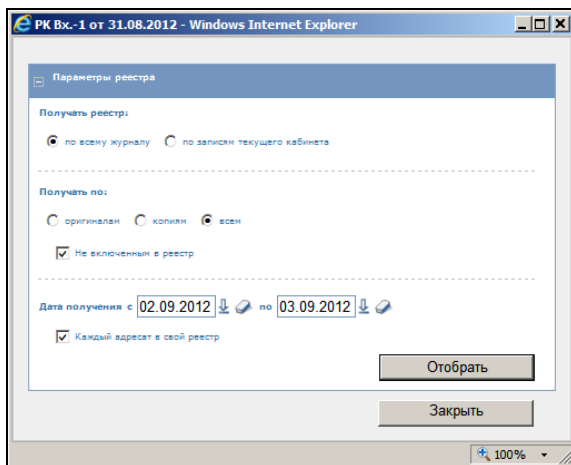 РК Вх.-1 от 31.08.2012 - Windows Internet Explorer
Параметры реестра
Получать реестр:
по всему журналу по записям текущего кабинета
Получать по:
оригиналам копиям всем
Не включенным в реестр
Дата получения с 02.09.2012 по 03.09.2012
Каждый адресат в свой реестр
Отобрать
Закрыть
100%